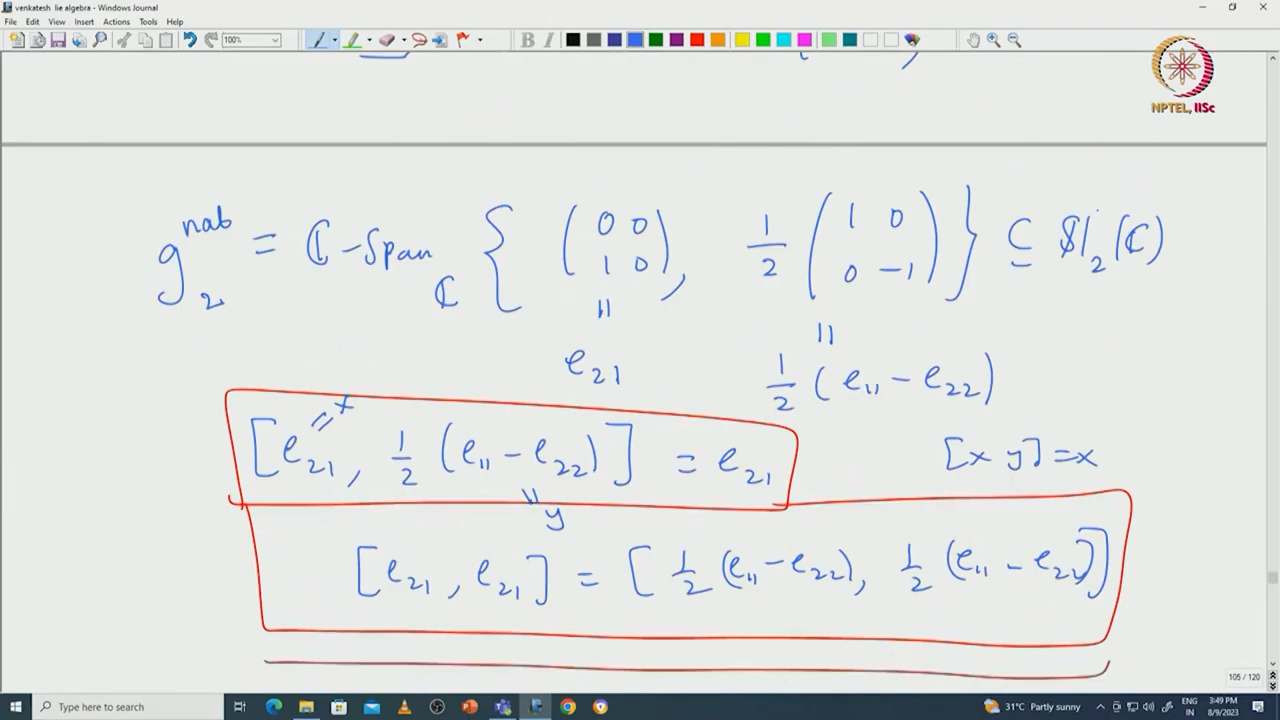 venkatesh lie algebra - Windows Journal
File Edit View Insert Actions Tools Help
100%
B I
NPTEL, IISc
g₂ⁿᵃᵇ = ℂ-Span_ℂ { ( 0 0 ; 1 0 ), 1/2 ( 1 0 ; 0 -1 ) } ⊆ sl₂(ℂ)
|| ||
e₂₁ 1/2 (e₁₁ - e₂₂)
[e₂₁ = x, 1/2 (e₁₁ - e₂₂)] = e₂₁ [x y] = x
|| y
[e₂₁, e₂₁] = [1/2 (e₁₁ - e₂₂), 1/2 (e₁₁ - e₂₂)]
105 / 120
Type here to search
31°C Partly sunny
ENG
IN
3:49 PM
8/9/2023